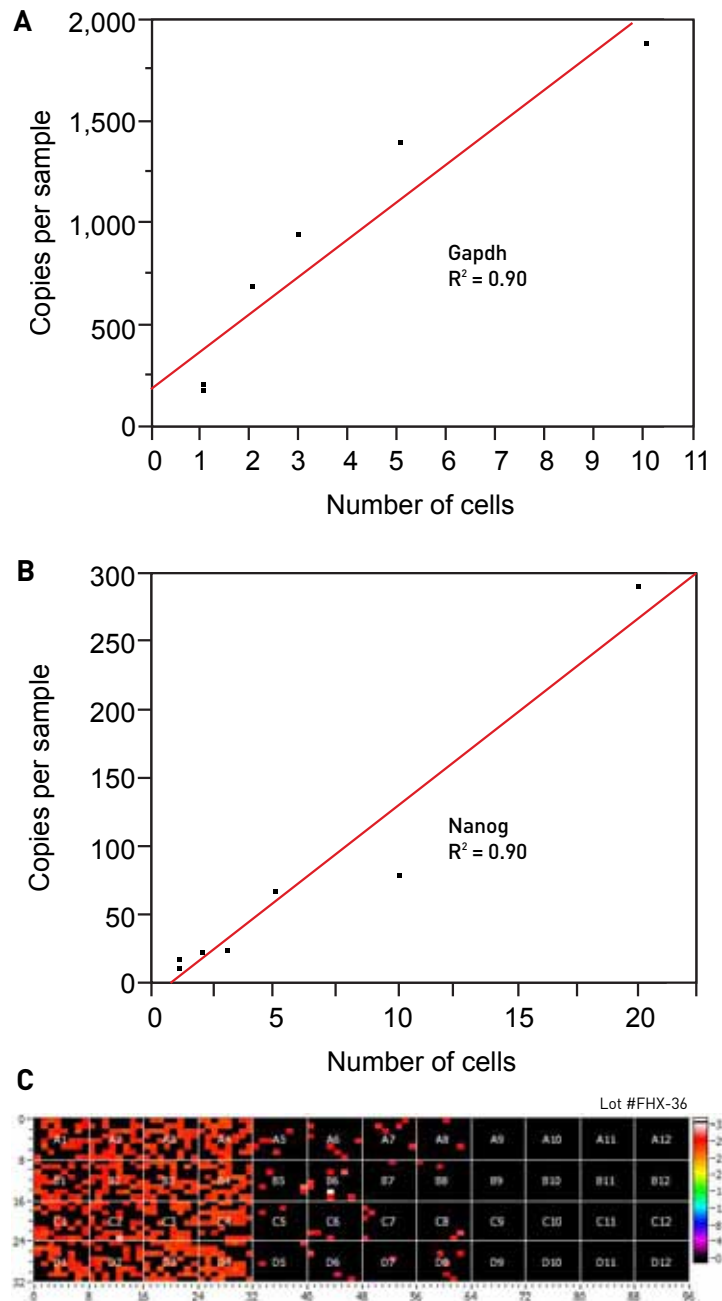 A
2,000
1,500
1,000
500
0
Copies per sample
Gapdh
R² = 0.90
0 1 2 3 4 5 6 7 8 9 10 11
Number of cells
B
300
250
200
150
100
50
0
Copies per sample
Nanog
R² = 0.90
0 5 10 15 20
Number of cells
C
Lot #FHX-36
A1 A2 A3 A4 A5 A6 A7 A8 A9 A10 A11 A12
B1 B2 B3 B4 B5 B6 B7 B8 B9 B10 B11 B12
C1 C2 C3 C4 C5 C6 C7 C8 C9 C10 C11 C12
D1 D2 D3 D4 D5 D6 D7 D8 D9 D10 D11 D12
0
8
16
24
32
0 8 16 24 32 40 48 56 64 72 80 88 96